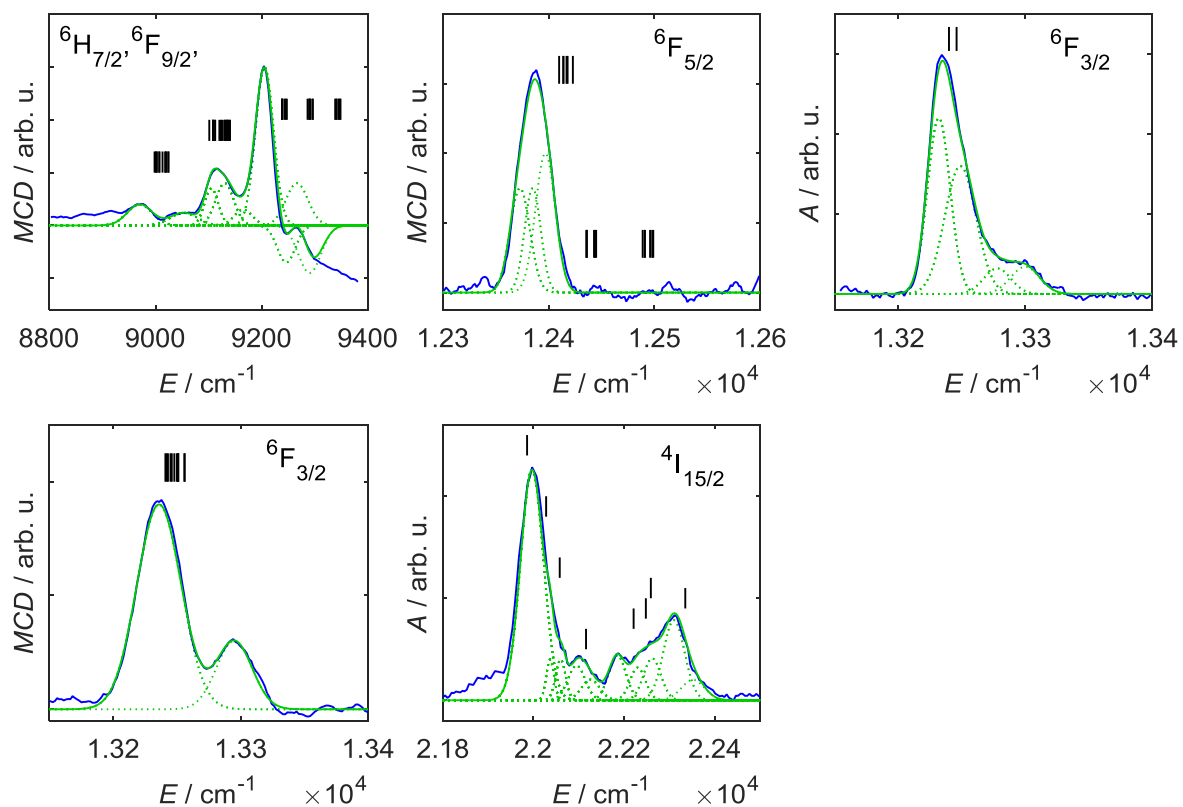 ⁶H₇/₂,⁶F₉/₂,
MCD / arb. u.
8800 9000 9200 9400
E / cm⁻¹
⁶F₅/₂
MCD / arb. u.
1.23 1.24 1.25 1.26
E / cm⁻¹ ×10⁴
⁶F₃/₂
A / arb. u.
1.32 1.33 1.34
E / cm⁻¹ ×10⁴
⁶F₃/₂
MCD / arb. u.
1.32 1.33 1.34
E / cm⁻¹ ×10⁴
⁴I₁₅/₂
A / arb. u.
2.18 2.2 2.22 2.24
E / cm⁻¹ ×10⁴